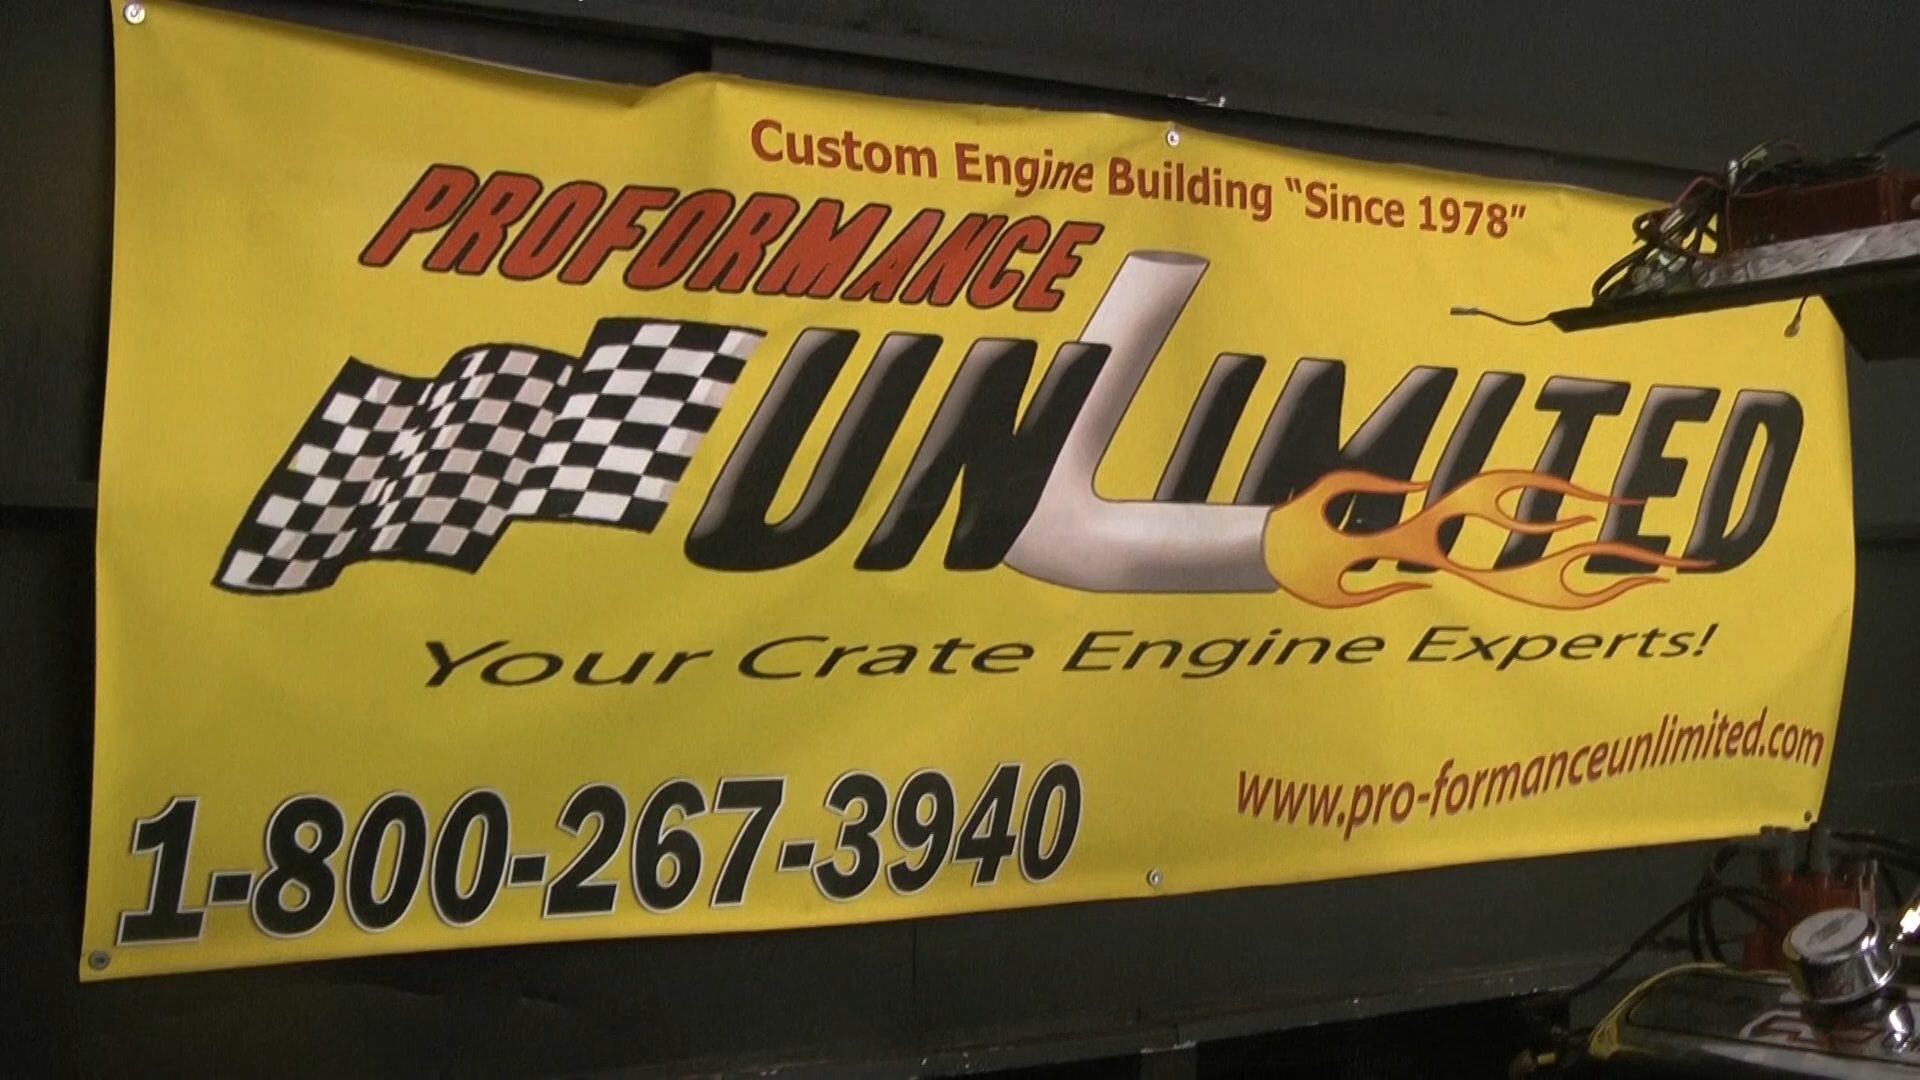 Custom Engine Building "Since 1978"
PROFORMANCE
UNLIMITED
Your Crate Engine Experts!
www.pro-formanceunlimited.com
1-800-267-3940